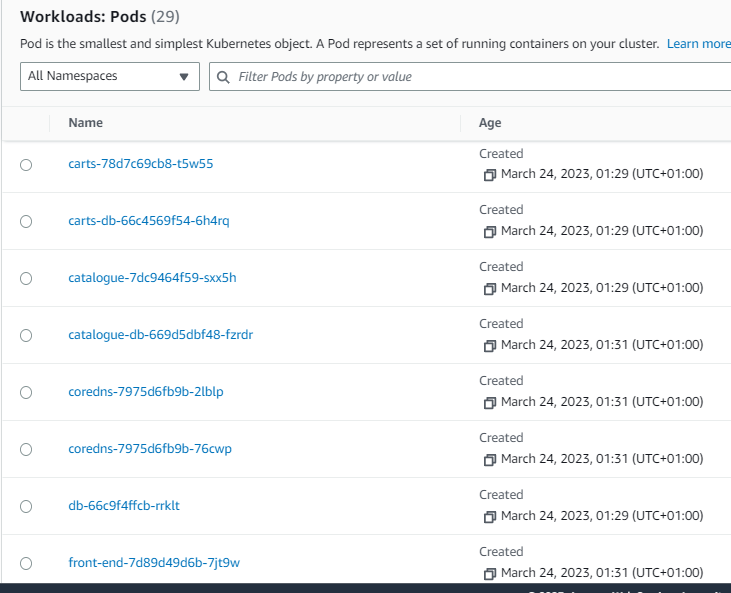 Workloads: Pods (29)
Pod is the smallest and simplest Kubernetes object. A Pod represents a set of running containers on your cluster. Learn more
All Namespaces
Filter Pods by property or value
Name Age
carts-78d7c69cb8-t5w55
Created
March 24, 2023, 01:29 (UTC+01:00)
carts-db-66c4569f54-6h4rq
Created
March 24, 2023, 01:29 (UTC+01:00)
catalogue-7dc9464f59-sxx5h
Created
March 24, 2023, 01:29 (UTC+01:00)
catalogue-db-669d5dbf48-fzrdr
Created
March 24, 2023, 01:31 (UTC+01:00)
coredns-7975d6fb9b-2lblp
Created
March 24, 2023, 01:31 (UTC+01:00)
coredns-7975d6fb9b-76cwp
Created
March 24, 2023, 01:31 (UTC+01:00)
db-66c9f4ffcb-rrklt
Created
March 24, 2023, 01:29 (UTC+01:00)
front-end-7d89d49d6b-7jt9w
Created
March 24, 2023, 01:31 (UTC+01:00)